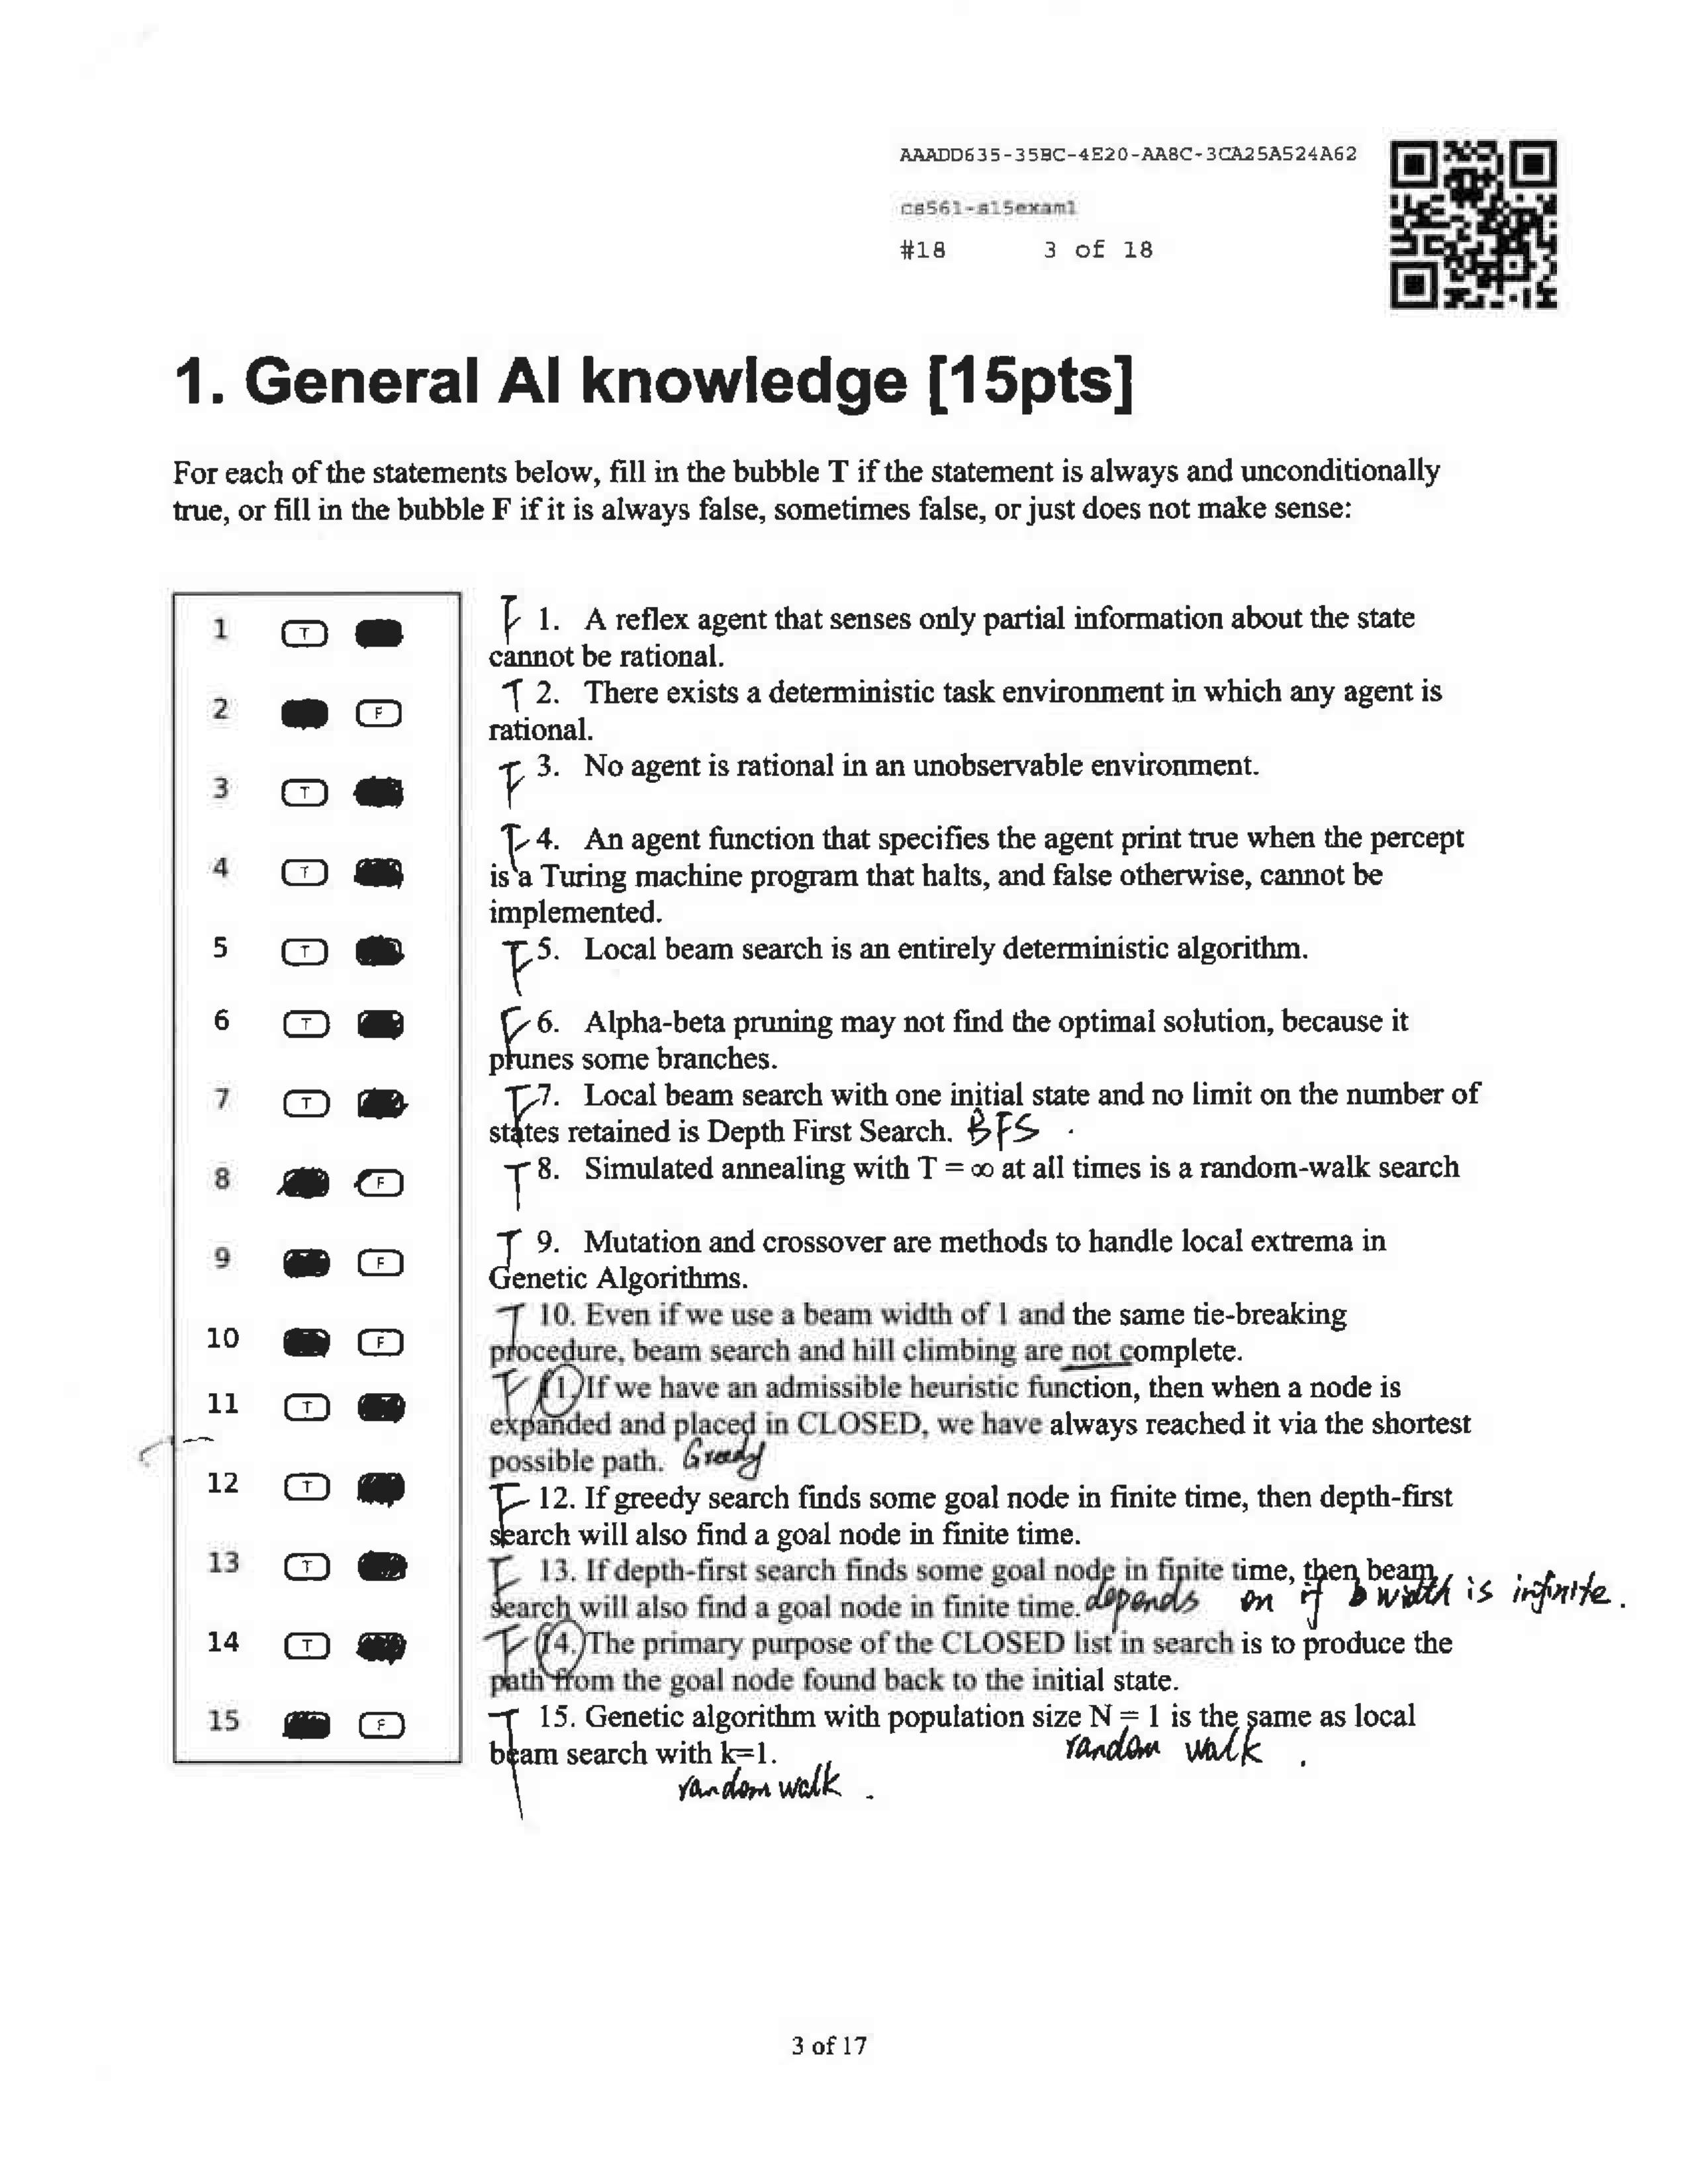 AAADD635-35BC-4E20-AA8C-3CA25A524A62
cs561-s15exam1
#18 3 of 18
1. General AI knowledge [15pts]
For each of the statements below, fill in the bubble T if the statement is always and unconditionally
true, or fill in the bubble F if it is always false, sometimes false, or just does not make sense:
1 T
2 F
3 T
4 T
5 T
6 T
7 T
8 F
9 F
10 F
11 T
12 T
13 T
14 T
15 F
F 1. A reflex agent that senses only partial information about the state
cannot be rational.
T 2. There exists a deterministic task environment in which any agent is
rational.
F 3. No agent is rational in an unobservable environment.
F 4. An agent function that specifies the agent print true when the percept
is a Turing machine program that halts, and false otherwise, cannot be
implemented.
F 5. Local beam search is an entirely deterministic algorithm.
F 6. Alpha-beta pruning may not find the optimal solution, because it
prunes some branches.
F 7. Local beam search with one initial state and no limit on the number of
states retained is Depth First Search. BFS .
T 8. Simulated annealing with T = ∞ at all times is a random-walk search
T 9. Mutation and crossover are methods to handle local extrema in
Genetic Algorithms.
T 10. Even if we use a beam width of 1 and the same tie-breaking
procedure, beam search and hill climbing are not complete.
F 11. If we have an admissible heuristic function, then when a node is
expanded and placed in CLOSED, we have always reached it via the shortest
possible path. Greedy
F 12. If greedy search finds some goal node in finite time, then depth-first
search will also find a goal node in finite time.
F 13. If depth-first search finds some goal node in finite time, then beam
search will also find a goal node in finite time. depends on if b width is infinite.
F 14. The primary purpose of the CLOSED list in search is to produce the
path from the goal node found back to the initial state.
T 15. Genetic algorithm with population size N = 1 is the same as local
beam search with k=1. random walk .
random walk .
3 of 17